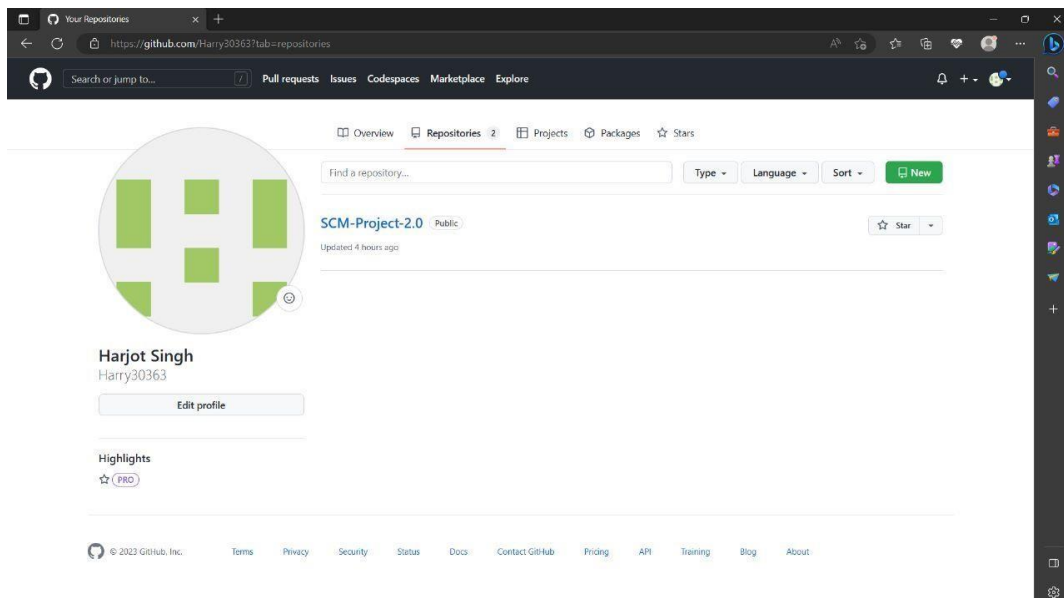 Your Repositories
https://github.com/Harry30363?tab=repositories
Search or jump to... / Pull requests Issues Codespaces Marketplace Explore
Overview Repositories 2 Projects Packages Stars
Find a repository... Type Language Sort New
SCM-Project-2.0 Public Star
Updated 4 hours ago
Harjot Singh
Harry30363
Edit profile
Highlights
PRO
© 2023 GitHub, Inc. Terms Privacy Security Status Docs Contact GitHub Pricing API Training Blog About